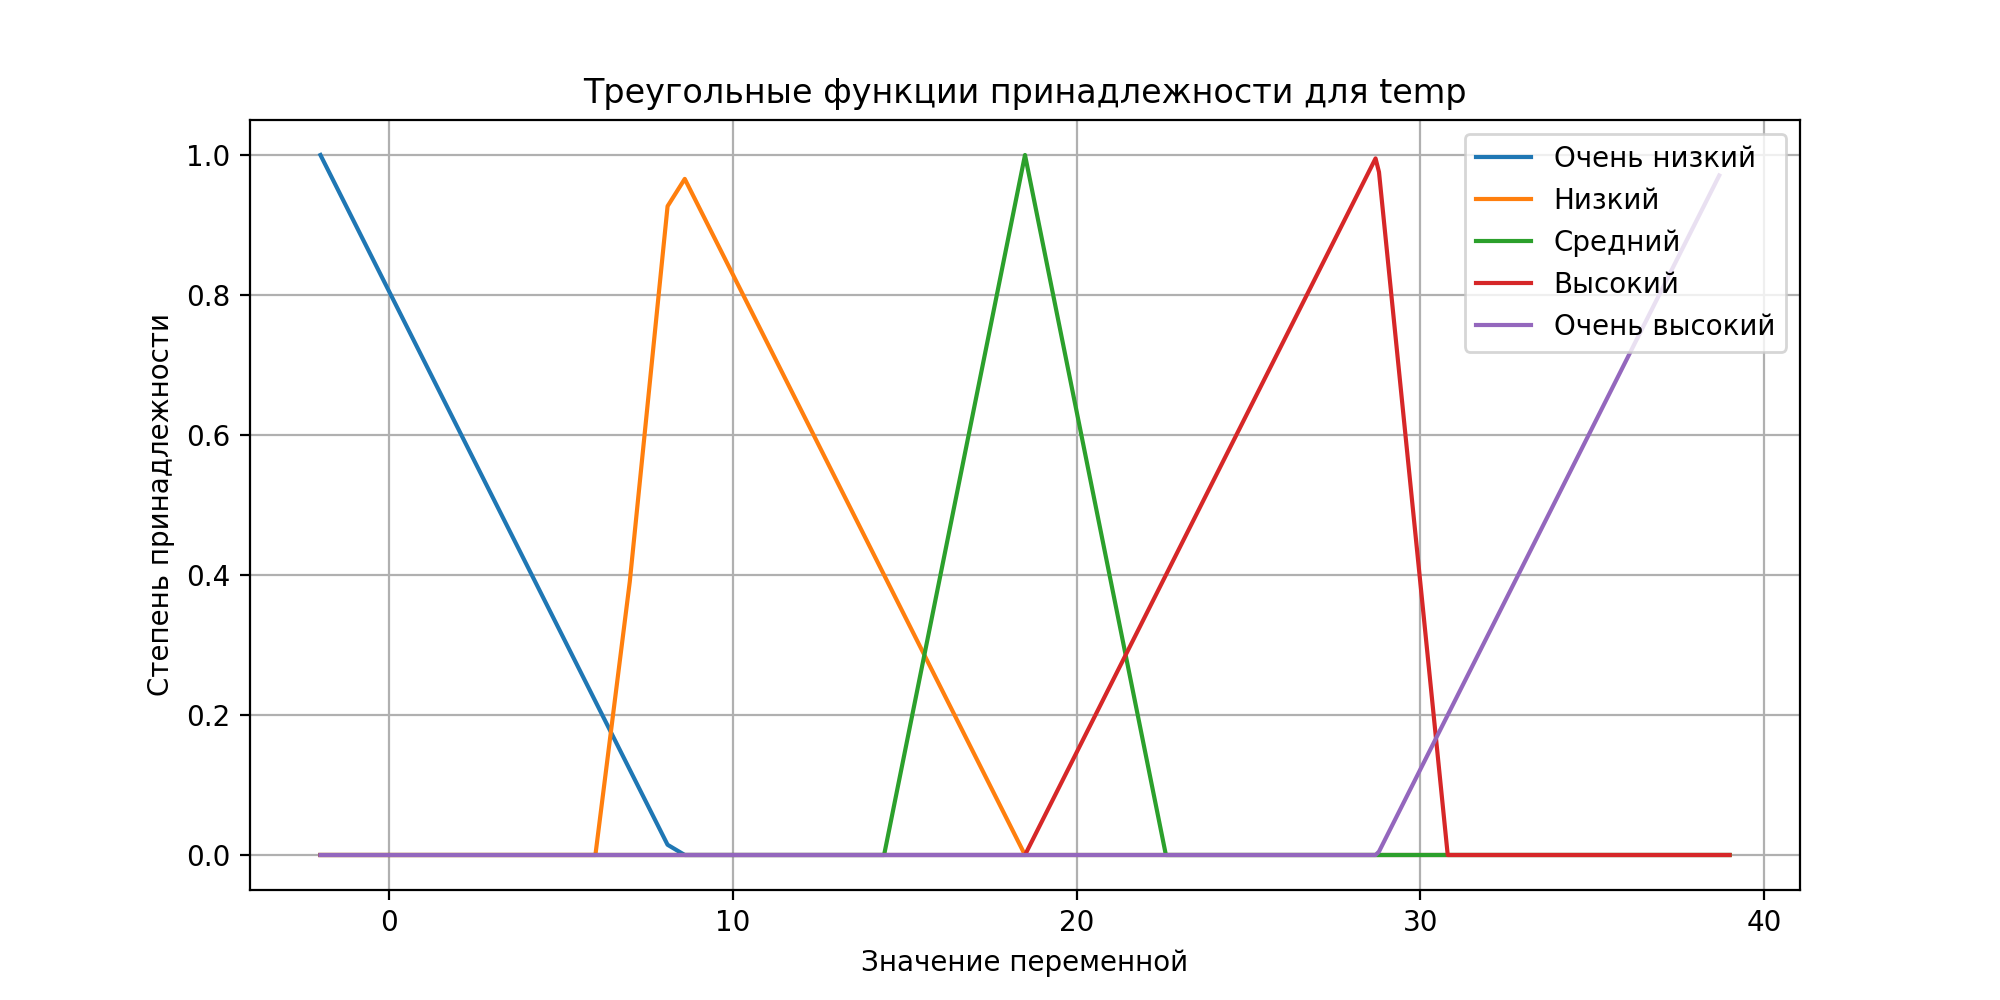 Треугольные функции принадлежности для temp
Степень принадлежности
1.0
0.8
0.6
0.4
0.2
0.0
0
10
20
30
40
Значение переменной
Очень низкий
Низкий
Средний
Высокий
Очень высокий